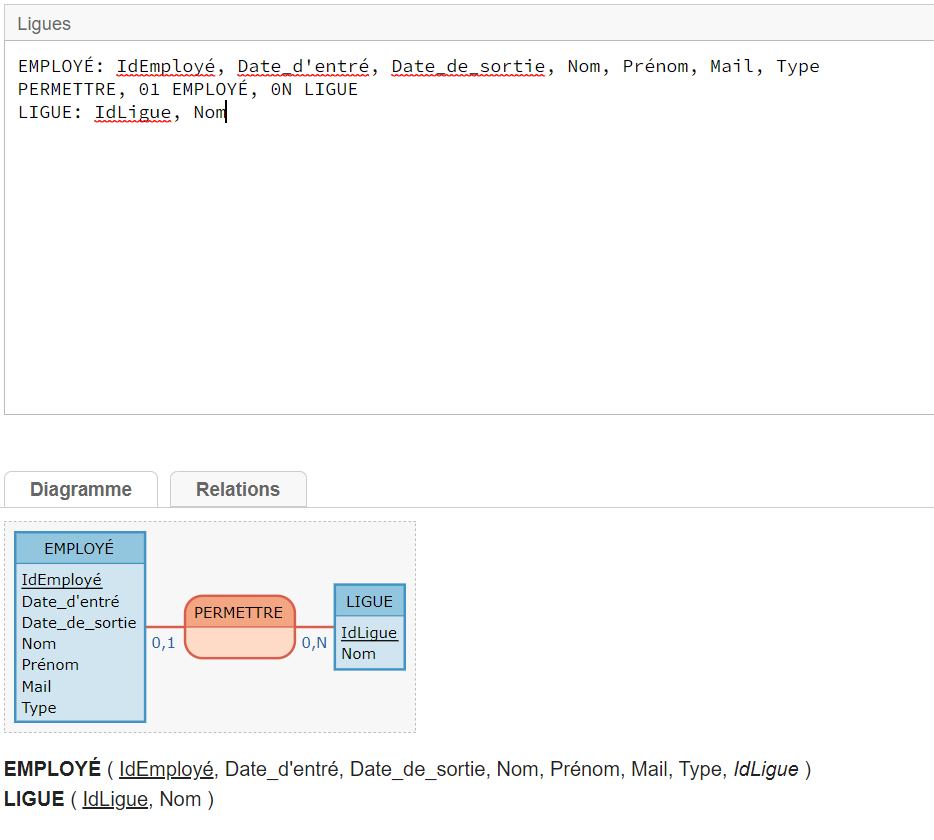 Ligues
EMPLOYÉ: IdEmployé, Date_d'entré, Date_de_sortie, Nom, Prénom, Mail, Type
PERMETTRE, 01 EMPLOYÉ, 0N LIGUE
LIGUE: IdLigue, Nom
Diagramme
Relations
EMPLOYÉ
IdEmployé
Date_d'entré
Date_de_sortie
Nom
Prénom
Mail
Type
0,1
PERMETTRE
0,N
LIGUE
IdLigue
Nom
EMPLOYÉ ( IdEmployé, Date_d'entré, Date_de_sortie, Nom, Prénom, Mail, Type, IdLigue )
LIGUE ( IdLigue, Nom )